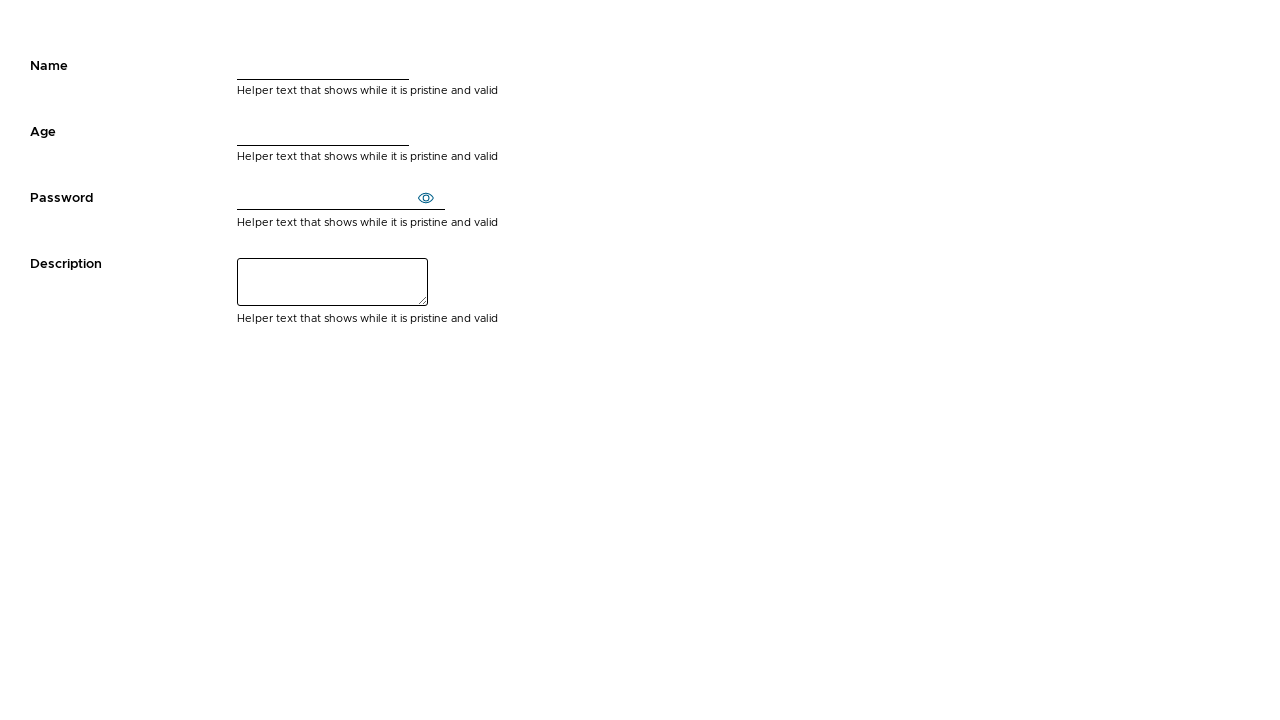 Name
Helper text that shows while it is pristine and valid
Age
Helper text that shows while it is pristine and valid
Password
Helper text that shows while it is pristine and valid
Description
Helper text that shows while it is pristine and valid